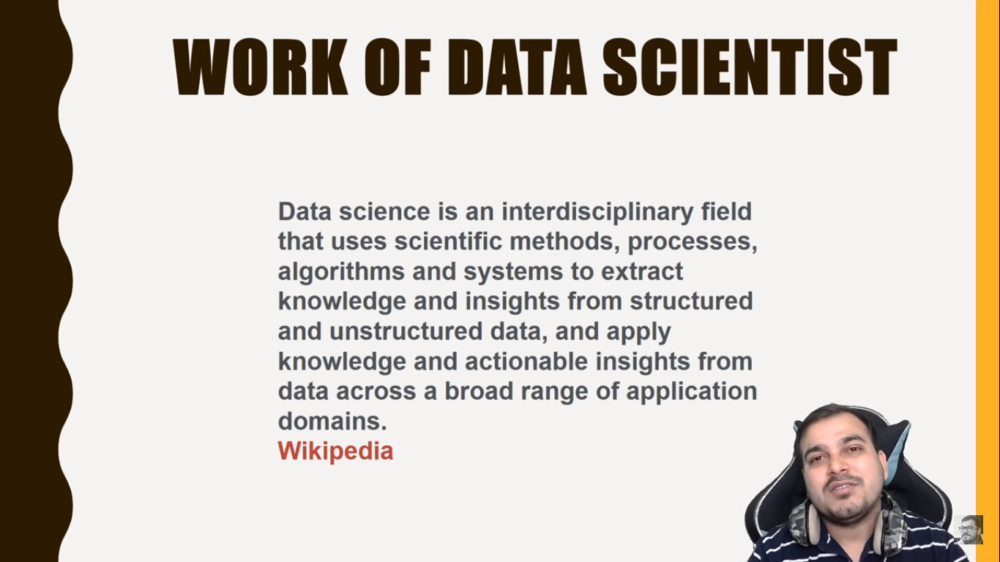 WORK OF DATA SCIENTIST
Data science is an interdisciplinary field
that uses scientific methods, processes,
algorithms and systems to extract
knowledge and insights from structured
and unstructured data, and apply
knowledge and actionable insights from
data across a broad range of application
domains.
Wikipedia